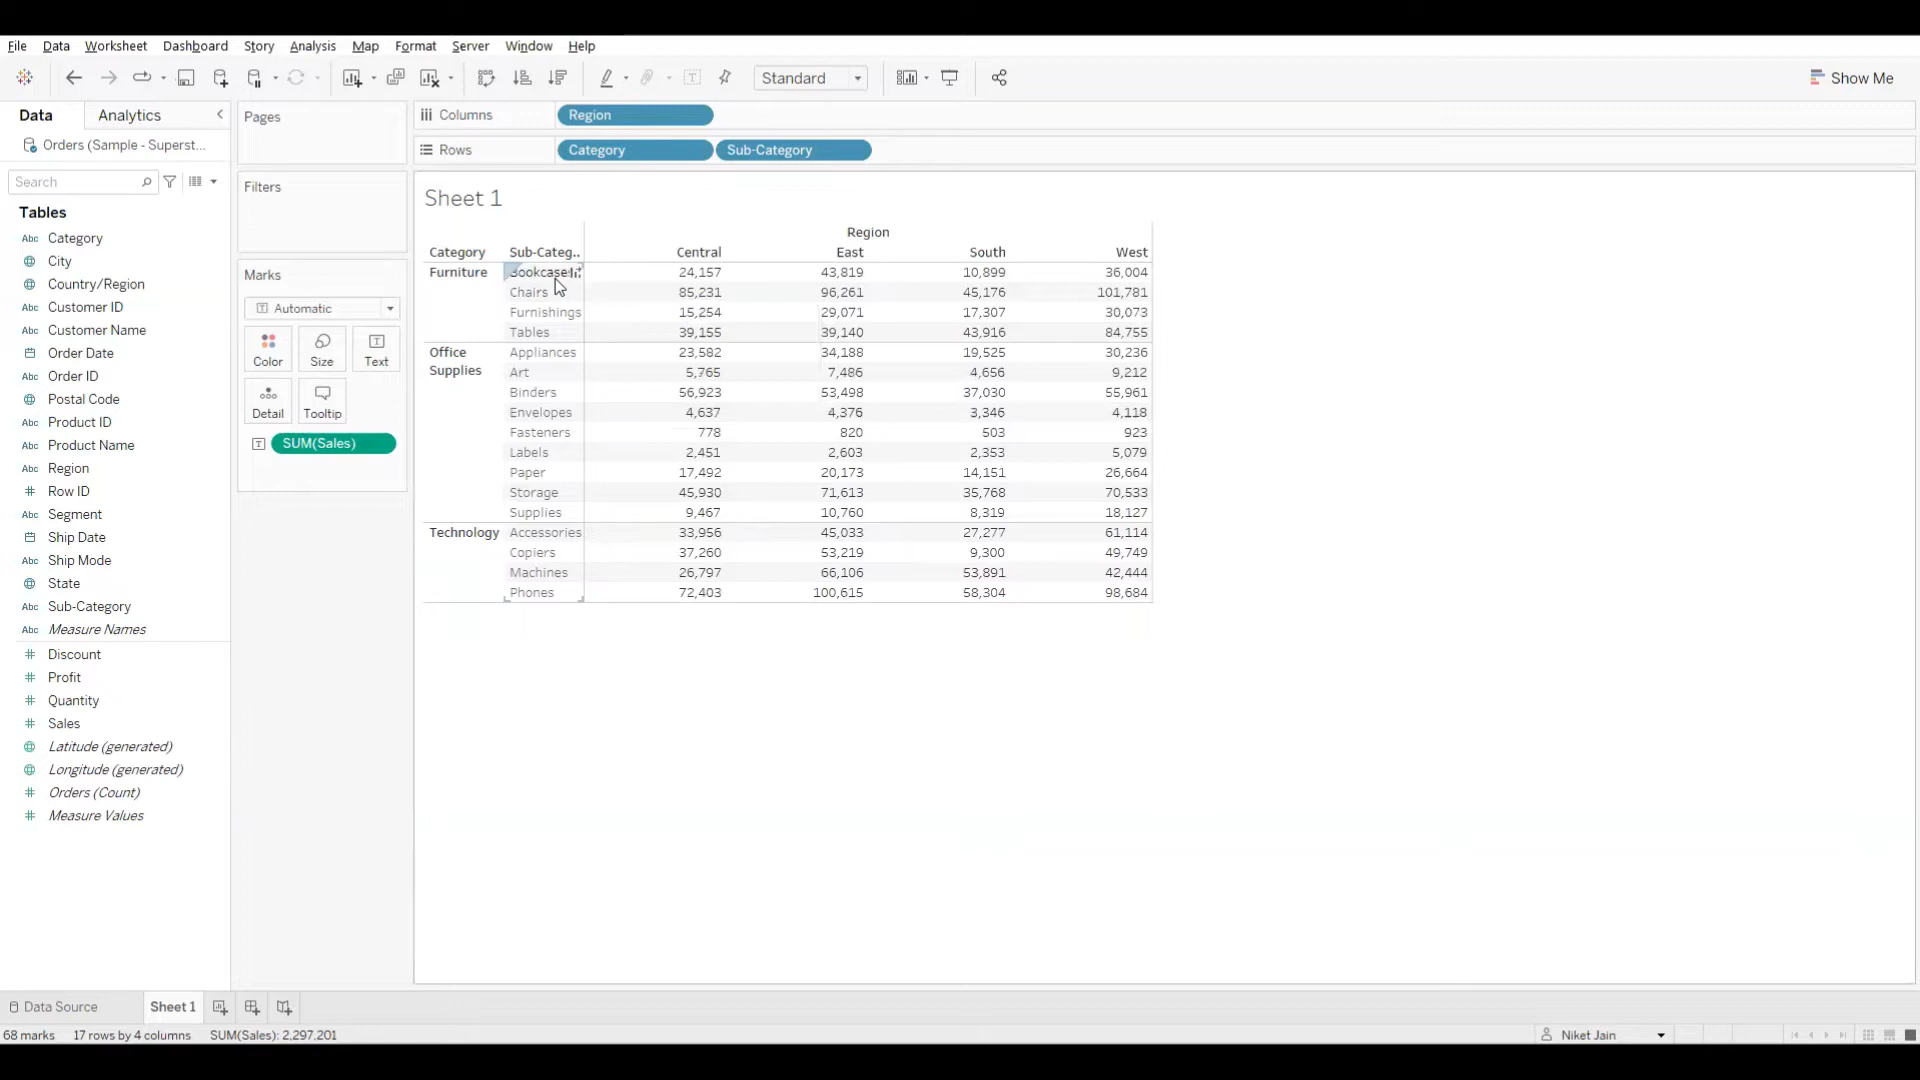 File Data Worksheet Dashboard Story Analysis Map Format Server Window Help
Standard
Show Me
Data Analytics
Orders (Sample - Superst...
Search
Tables
Abc Category
City
Country/Region
Abc Customer ID
Abc Customer Name
Order Date
Abc Order ID
Postal Code
Abc Product ID
Abc Product Name
Abc Region
# Row ID
Abc Segment
Ship Date
Abc Ship Mode
State
Abc Sub-Category
Abc Measure Names
# Discount
# Profit
# Quantity
# Sales
Latitude (generated)
Longitude (generated)
# Orders (Count)
# Measure Values
Pages
Filters
Marks
T Automatic
Color Size T Text
Detail Tooltip
T SUM(Sales)
Columns Region
Rows Category Sub-Category
Sheet 1
Region
Category Sub-Categ.. Central East South West
Furniture Bookcases 24,157 43,819 10,899 36,004
Chairs 85,231 96,261 45,176 101,781
Furnishings 15,254 29,071 17,307 30,073
Tables 39,155 39,140 43,916 84,755
Office Supplies Appliances 23,582 34,188 19,525 30,236
Art 5,765 7,486 4,656 9,212
Binders 56,923 53,498 37,030 55,961
Envelopes 4,637 4,376 3,346 4,118
Fasteners 778 820 503 923
Labels 2,451 2,603 2,353 5,079
Paper 17,492 20,173 14,151 26,664
Storage 45,930 71,613 35,768 70,533
Supplies 9,467 10,760 8,319 18,127
Technology Accessories 33,956 45,033 27,277 61,114
Copiers 37,260 53,219 9,300 49,749
Machines 26,797 66,106 53,891 42,444
Phones 72,403 100,615 58,304 98,684
Data Source Sheet 1
68 marks 17 rows by 4 columns SUM(Sales): 2,297,201
Niket Jain